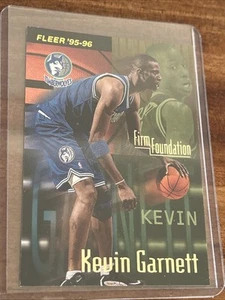 FLEER '95-96
Firm
Foundation
KEVIN
Kevin Garnett